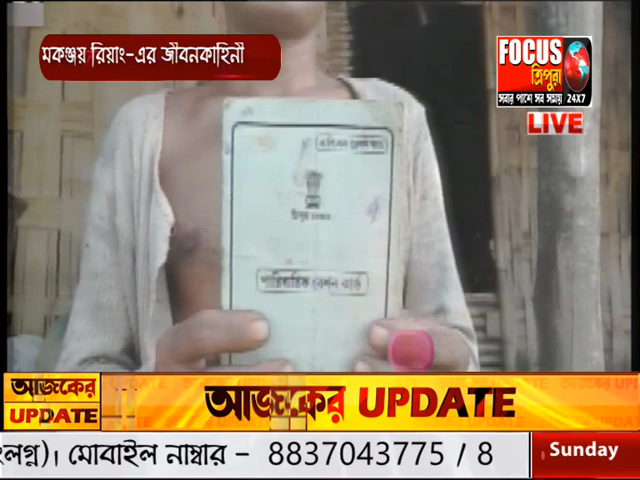 মকঞ্জয় রিয়াং-এর জীবনকাহিনী
FOCUS
ত্রিপুরা
সবার পাশে সব সময় 24X7
LIVE
রেশন কার্ড
পারিবারিক রেশন কার্ড
আজকের
UPDATE
আজকের UPDATE
ংলগ্ন)। মোবাইল নাম্বার – 8837043775 / 8
Sunday